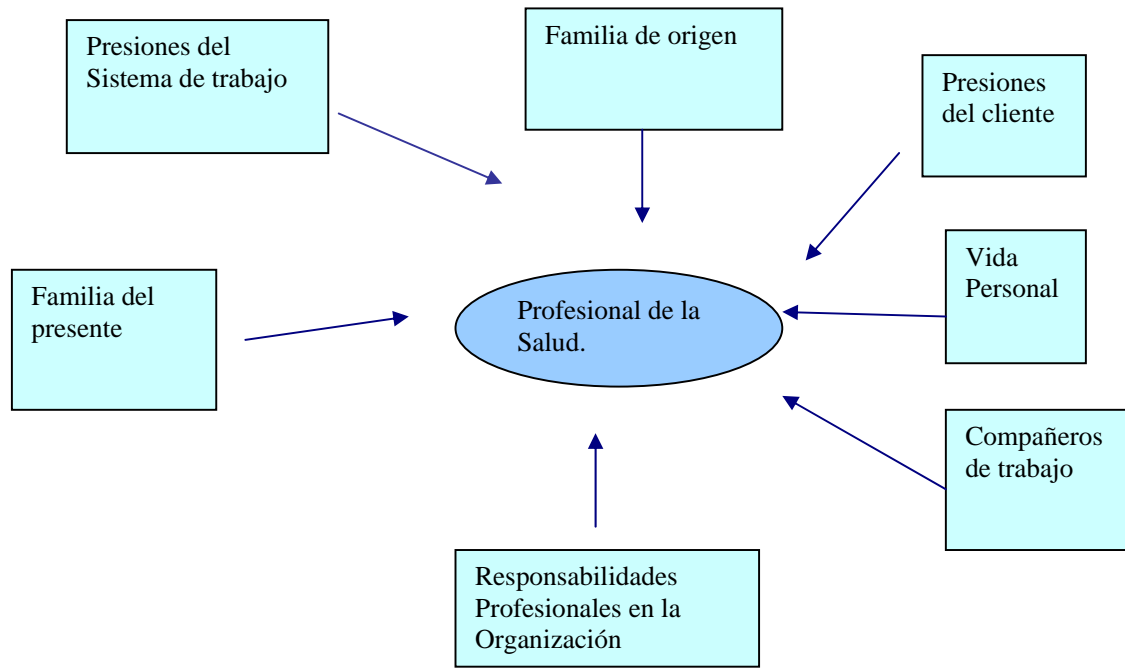 Presiones del
Sistema de trabajo
Familia de origen
Presiones
del cliente
Familia del
presente
Profesional de la
Salud.
Vida
Personal
Compañeros
de trabajo
Responsabilidades
Profesionales en la
Organización